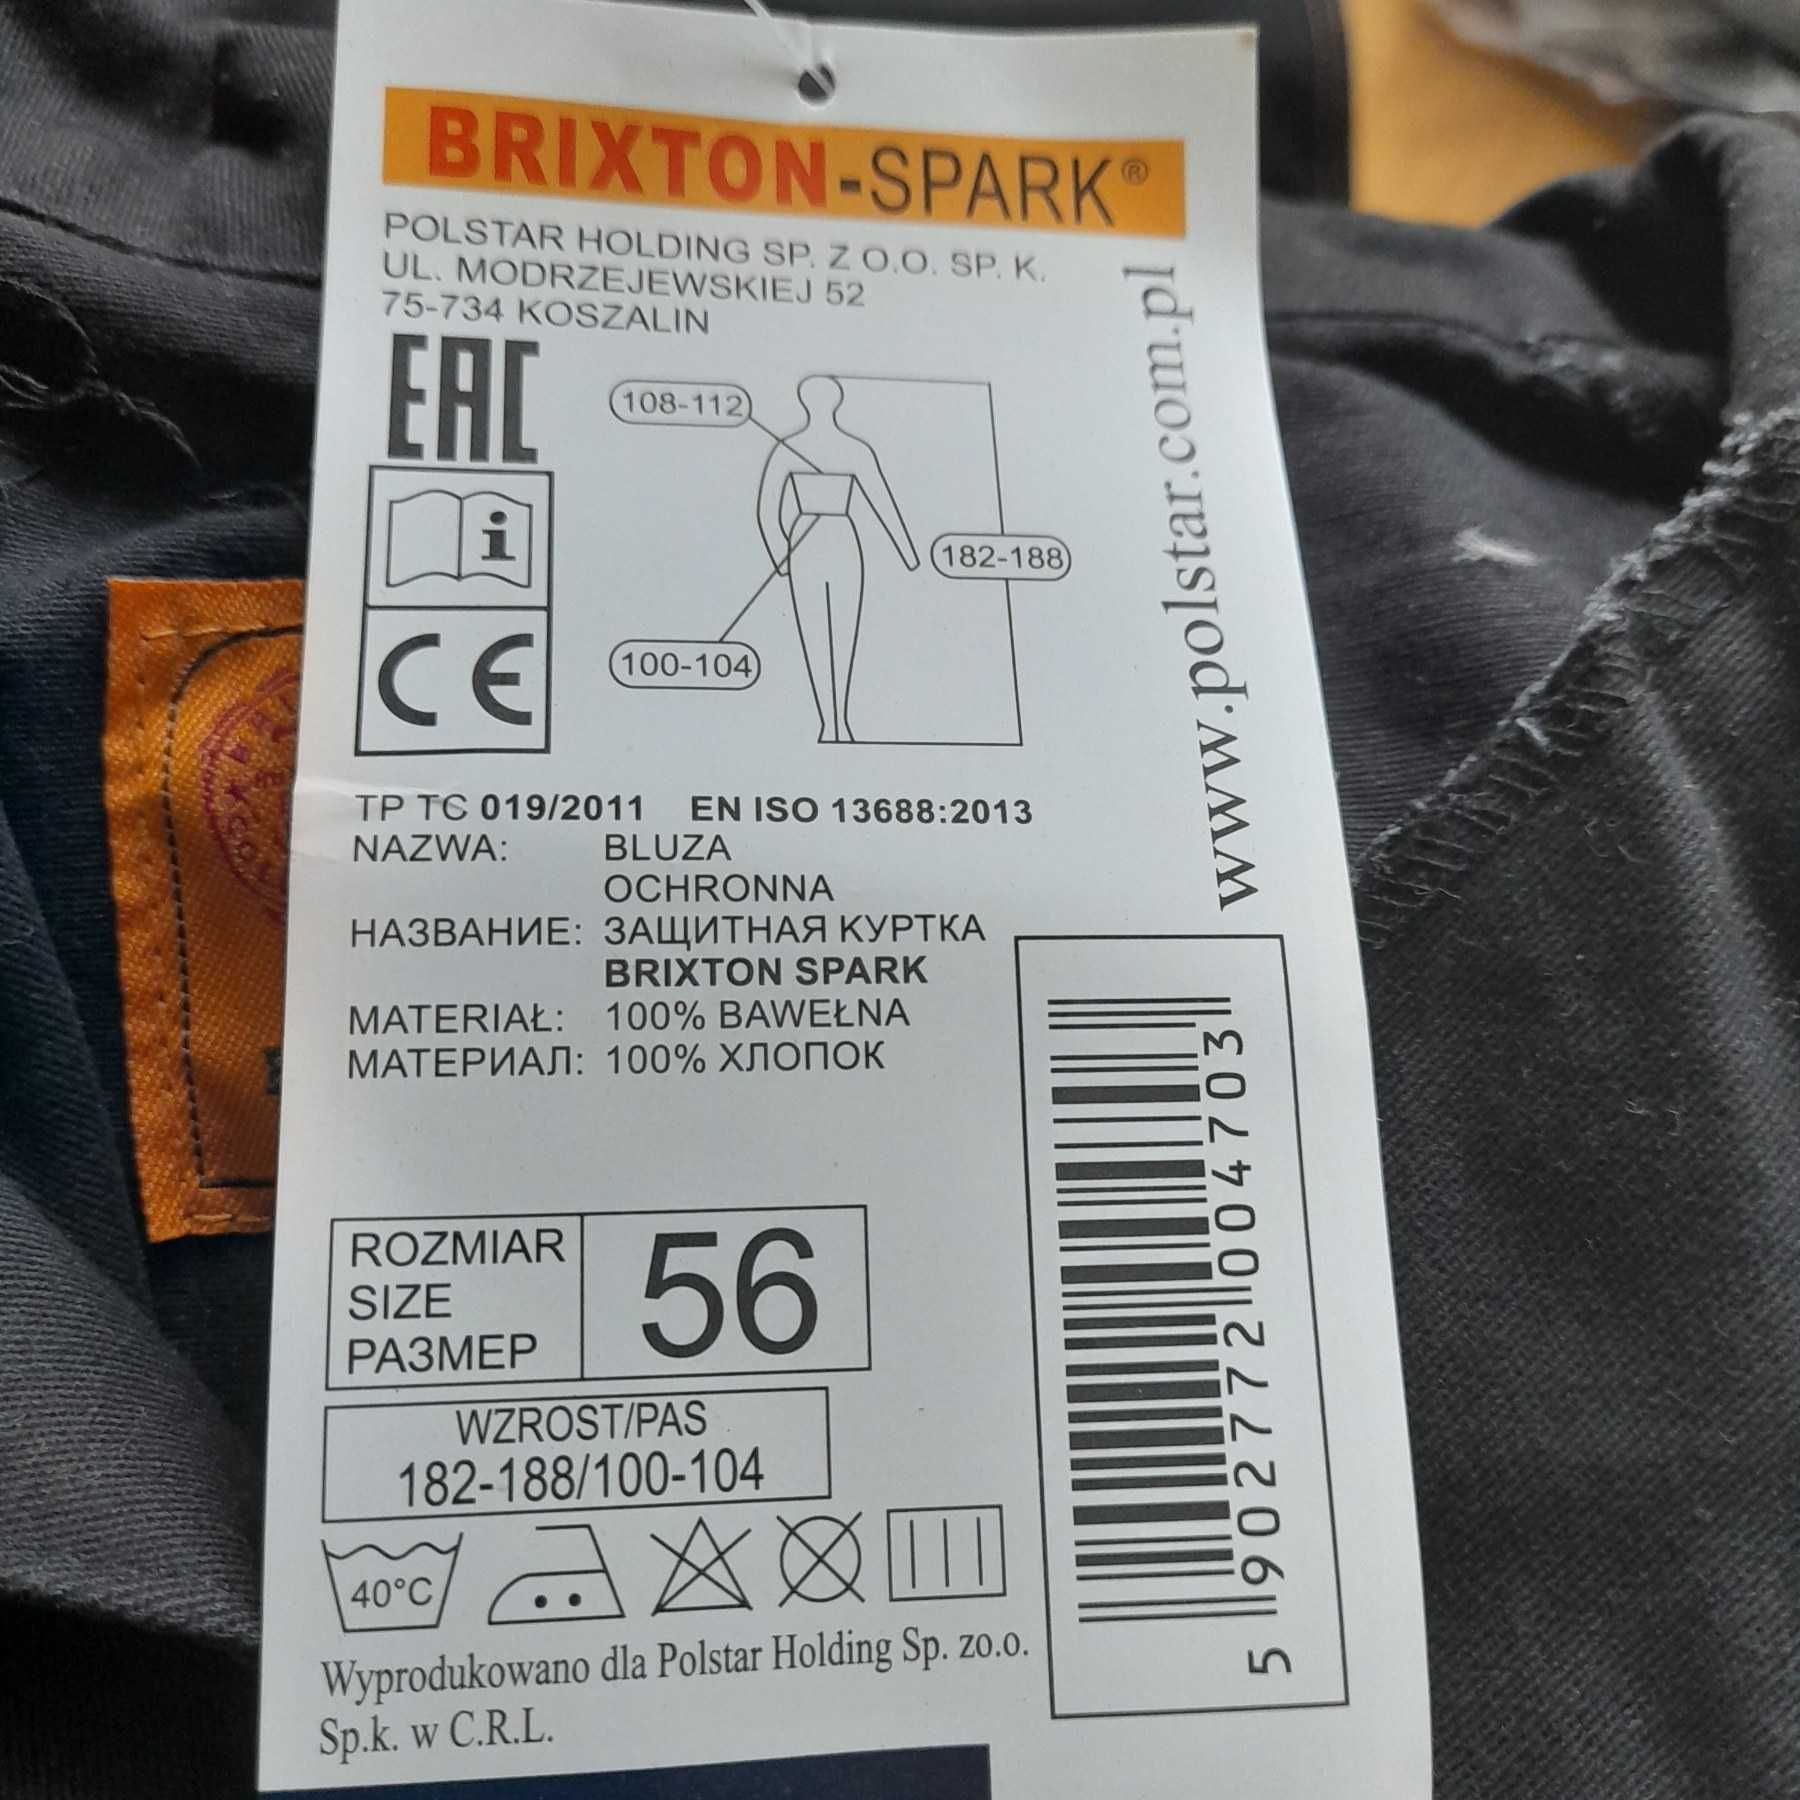 BRIXTON-SPARK®
POLSTAR HOLDING SP. Z O.O. SP. K.
UL. MODRZEJEWSKIEJ 52
75-734 KOSZALIN
www.polstar.com.pl
EAC
108-112
i
182-188
CE
100-104
ТР ТС 019/2011 EN ISO 13688:2013
NAZWA: BLUZA
OCHRONNA
НАЗВАНИЕ: ЗАЩИТНАЯ КУРТКА
BRIXTON SPARK
MATERIAŁ: 100% BAWEŁNA
МАТЕРИАЛ: 100% ХЛОПОК
ROZMIAR
SIZE
РАЗМЕР
56
WZROST/PAS
182-188/100-104
40°C
5 902772 004703
Wyprodukowano dla Polstar Holding Sp. zo.o.
Sp.k. w C.R.L.